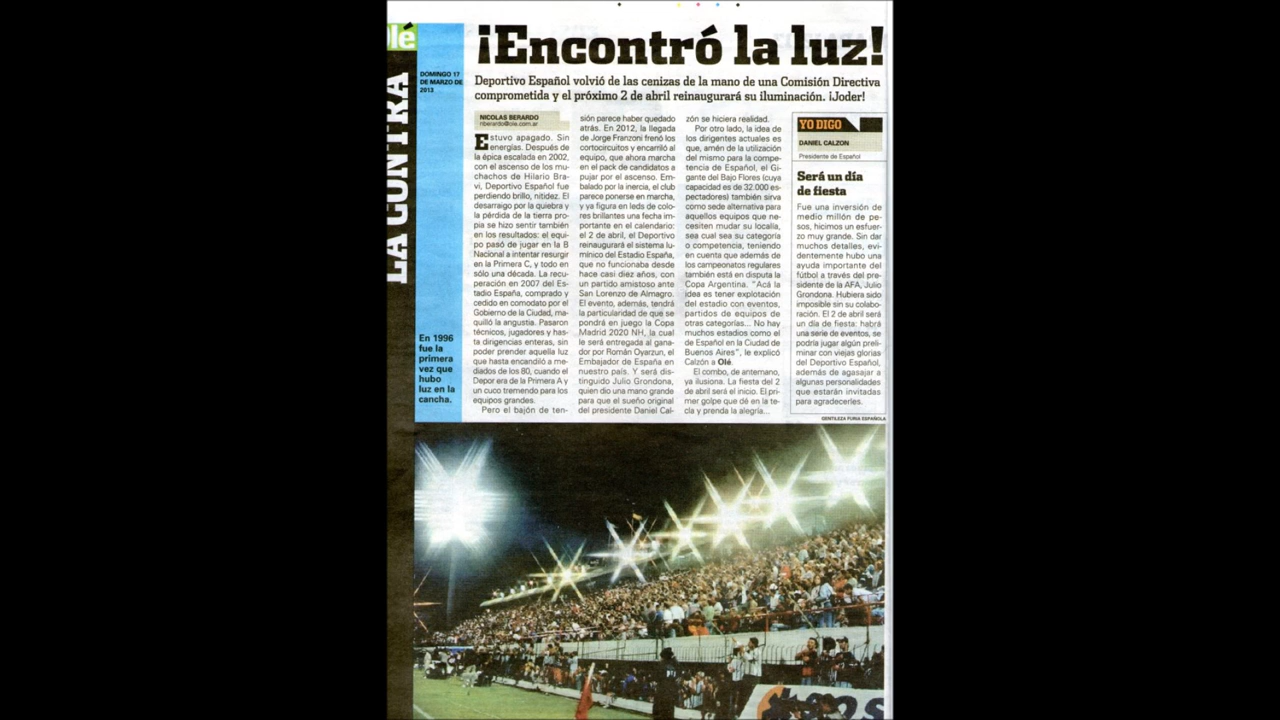 Olé
LA CONTRA
DOMINGO 17
DE MARZO DE
2013
¡Encontró la luz!
Deportivo Español volvió de las cenizas de la mano de una Comisión Directiva
comprometida y el próximo 2 de abril reinaugurará su iluminación. ¡Joder!
NICOLAS BERARDO
nberardo@ole.com.ar
Estuvo apagado. Sin
energías. Después de
la épica escalada en 2002,
con el ascenso de los mu-
chachos de Hilario Bra-
vi, Deportivo Español fue
perdiendo brillo, nitidez. El
desarraigo por la quiebra y
la pérdida de la tierra pro-
pia se hizo sentir también
en los resultados: el equi-
po pasó de jugar en la B
Nacional a intentar resurgir
en la Primera C, y todo en
sólo una década. La recu-
peración en 2007 del Es-
tadio España, comprado y
cedido en comodato por el
Gobierno de la Ciudad, ma-
quilló la angustia. Pasaron
técnicos, jugadores y has-
ta dirigencias enteras, sin
poder prender aquella luz
que hasta encandiló a me-
diados de los 80, cuando el
Depor era de la Primera A y
un cuco tremendo para los
equipos grandes.
Pero el bajón de ten-
sión parece haber quedado
atrás. En 2012, la llegada
de Jorge Franzoni frenó los
cortocircuitos y encarriló al
equipo, que ahora marcha
en el pack de candidatos a
pujar por el ascenso. Em-
balado por la inercia, el club
parece ponerse en marcha,
y ya figura en leds de colo-
res brillantes una fecha im-
portante en el calendario:
el 2 de abril, el Deportivo
reinaugurará el sistema lu-
mínico del Estadio España,
que no funcionaba desde
hace casi diez años, con
un partido amistoso ante
San Lorenzo de Almagro.
El evento, además, tendrá
la particularidad de que se
pondrá en juego la Copa
Madrid 2020 NH, la cual
le será entregada al gana-
dor por Román Oyarzun, el
Embajador de España en
nuestro país. Y será dis-
tinguido Julio Grondona,
quien dio una mano grande
para que el sueño original
del presidente Daniel Cal-
zón se hiciera realidad.
Por otro lado, la idea de
los dirigentes actuales es
que, amén de la utilización
del mismo para la compe-
tencia de Español, el Gi-
gante del Bajo Flores (cuya
capacidad es de 32.000 es-
pectadores) también sirva
como sede alternativa para
aquellos equipos que ne-
cesiten mudar su localía,
sea cual sea su categoría
o competencia, teniendo
en cuenta que además de
los campeonatos regulares
también está en disputa la
Copa Argentina. "Acá la
idea es tener explotación
del estadio con eventos,
partidos de equipos de
otras categorías... No hay
muchos estadios como el
de Español en la Ciudad de
Buenos Aires", le explicó
Calzón a Olé.
El combo, de antemano,
ya ilusiona. La fiesta del 2
de abril será el inicio. El pri-
mer golpe que dé en la te-
cla y prenda la alegría...
YO DIGO
DANIEL CALZON
Presidente de Español
Será un día
de fiesta
Fue una inversión de
medio millón de pe-
sos, hicimos un esfuer-
zo muy grande. Sin dar
muchos detalles, evi-
dentemente hubo una
ayuda importante del
fútbol a través del pre-
sidente de la AFA, Julio
Grondona. Hubiera sido
imposible sin su colabo-
ración. El 2 de abril será
un día de fiesta: habrá
una serie de eventos, se
podría jugar algún preli-
minar con viejas glorias
del Deportivo Español,
además de agasajar a
algunas personalidades
que estarán invitadas
para agradecerles.
GENTILEZA FURIA ESPAÑOLA
En 1996
fue la
primera
vez que
hubo
luz en la
cancha.